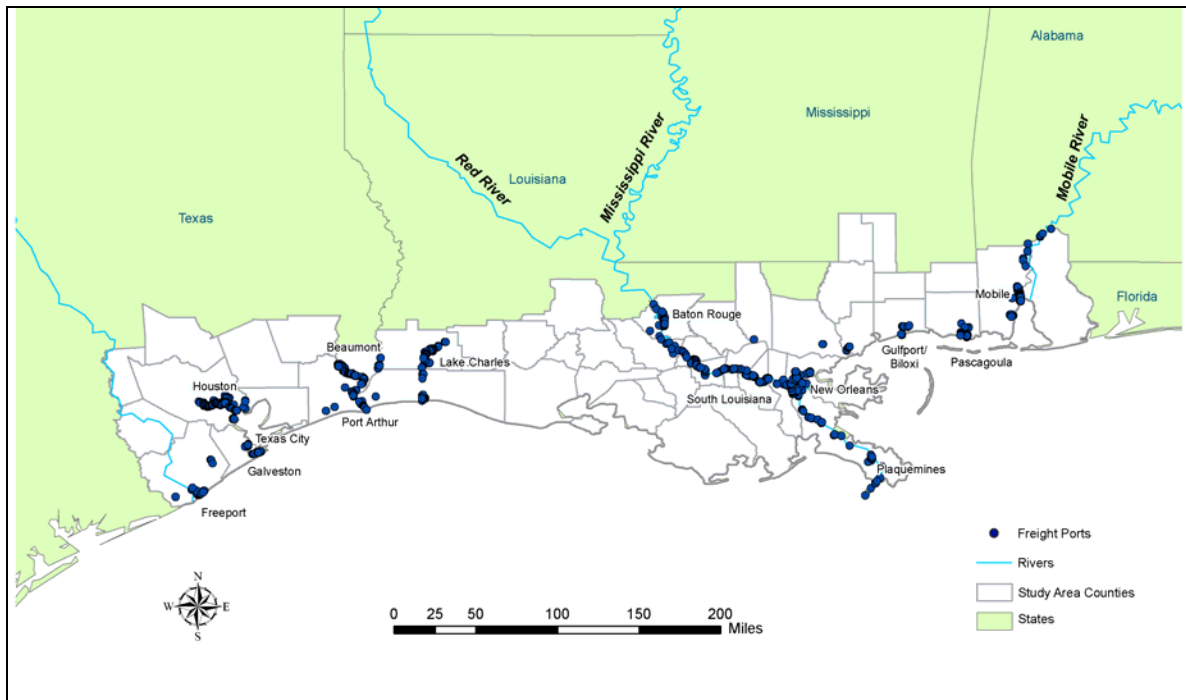 Alabama
Mississippi
Mississippi River
Mobile River
Red River
Louisiana
Texas
Florida
Mobile
Baton Rouge
Beaumont
Gulfport/
Biloxi
Pascagoula
Lake Charles
Houston
New Orleans
South Louisiana
Port Arthur
Texas City
Galveston
Plaquemines
Freeport
Freight Ports
Rivers
Study Area Counties
States
N
W E
S
0 25 50 100 150 200
Miles